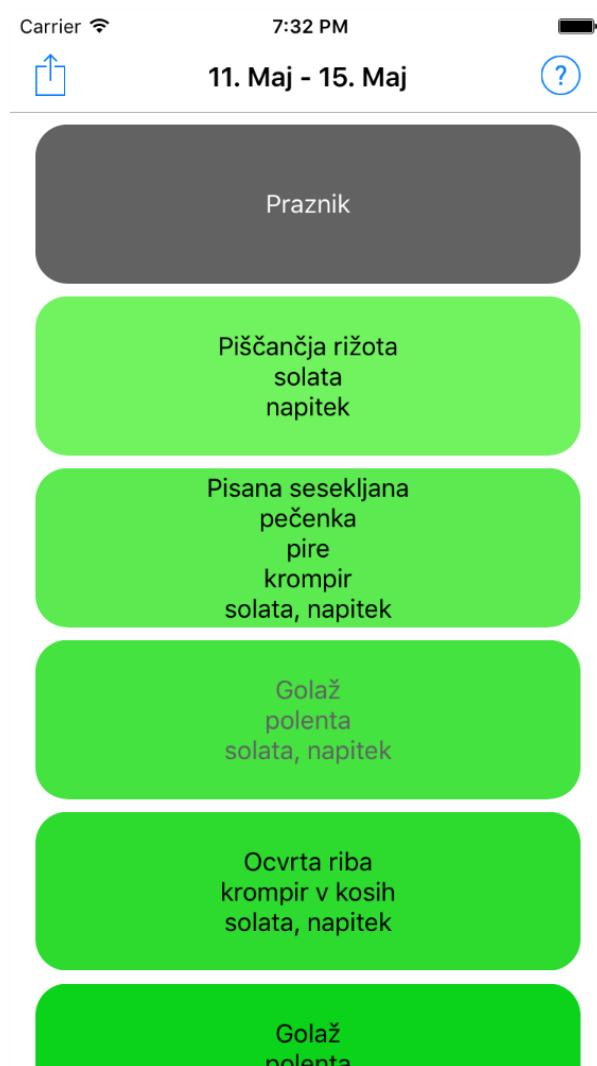 Carrier 7:32 PM
11. Maj - 15. Maj
?
Praznik
Piščančja rižota
solata
napitek
Pisana sesekljana
pečenka
pire
krompir
solata, napitek
Golaž
polenta
solata, napitek
Ocvrta riba
krompir v kosih
solata, napitek
Golaž
polenta